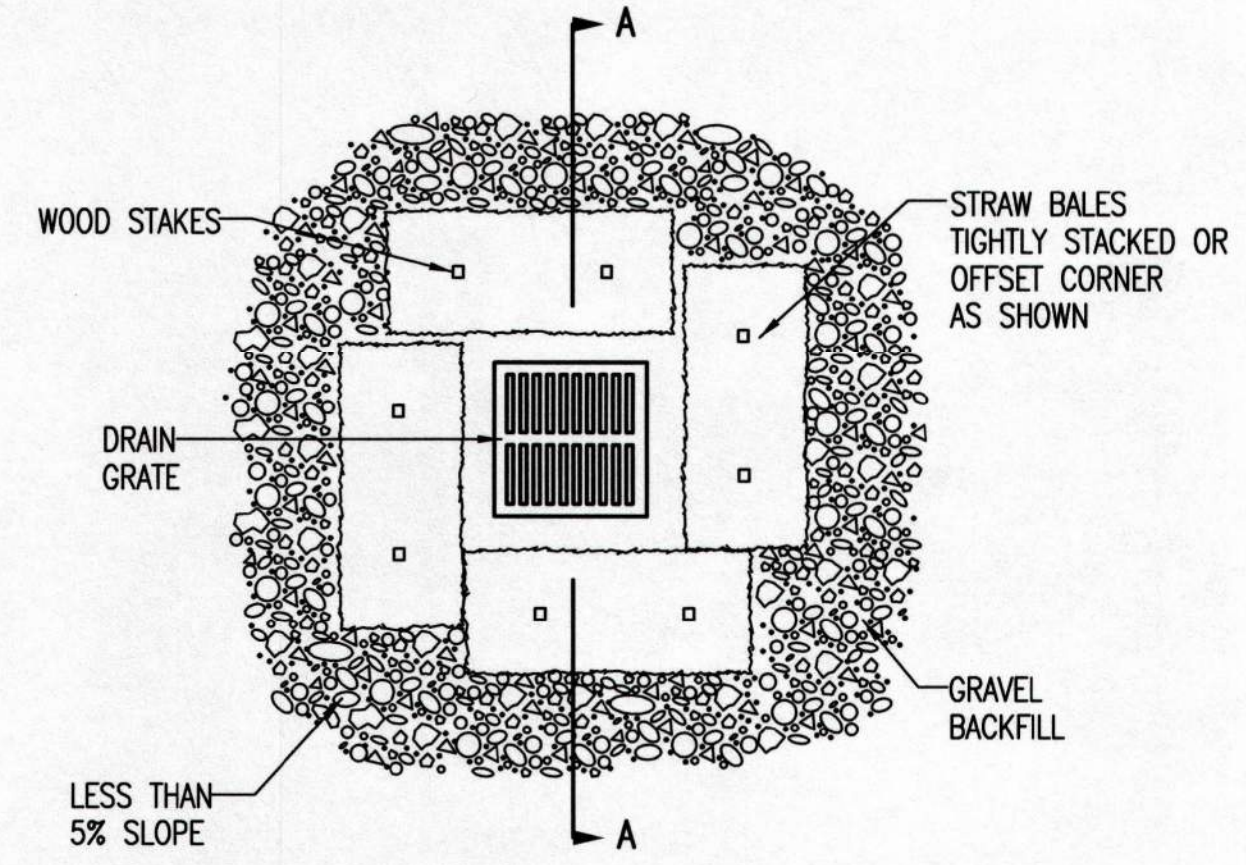 A
WOOD STAKES
STRAW BALES
TIGHTLY STACKED OR
OFFSET CORNER
AS SHOWN
DRAIN
GRATE
GRAVEL
BACKFILL
LESS THAN
5% SLOPE
A